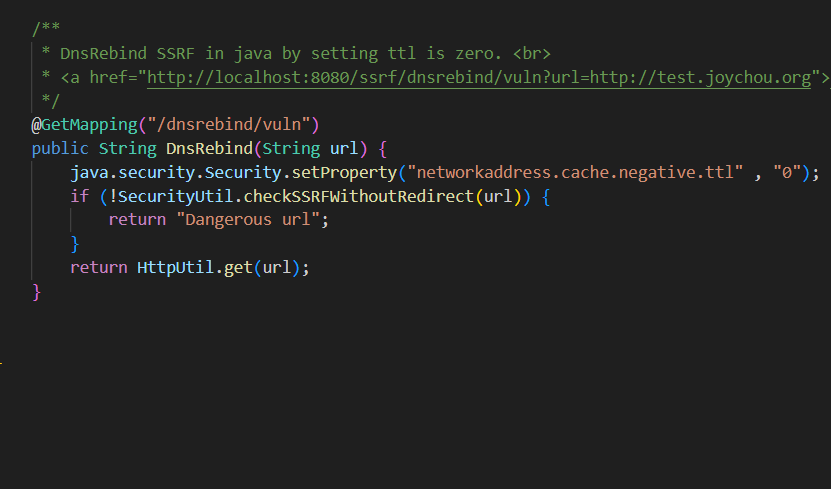 /**
* DnsRebind SSRF in java by setting ttl is zero. <br>
* <a href="http://localhost:8080/ssrf/dnsrebind/vuln?url=http://test.joychou.org">
*/
@GetMapping("/dnsrebind/vuln")
public String DnsRebind(String url) {
java.security.Security.setProperty("networkaddress.cache.negative.ttl" , "0");
if (!SecurityUtil.checkSSRFWithoutRedirect(url)) {
return "Dangerous url";
}
return HttpUtil.get(url);
}